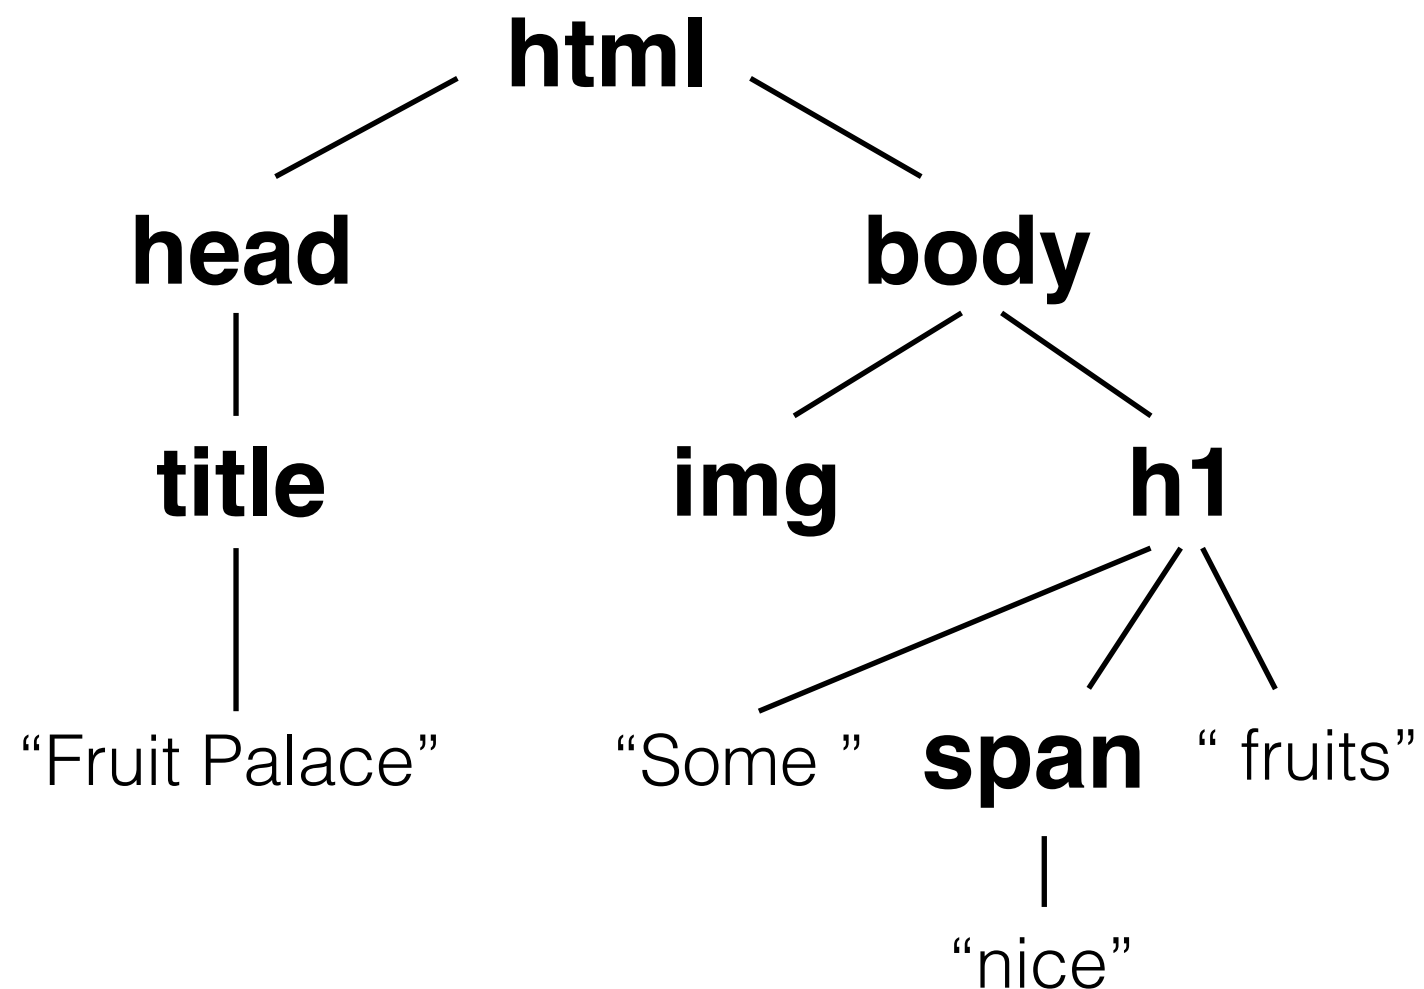 html
head body
title img h1
“Fruit Palace” “Some ” span “ fruits”
“nice”